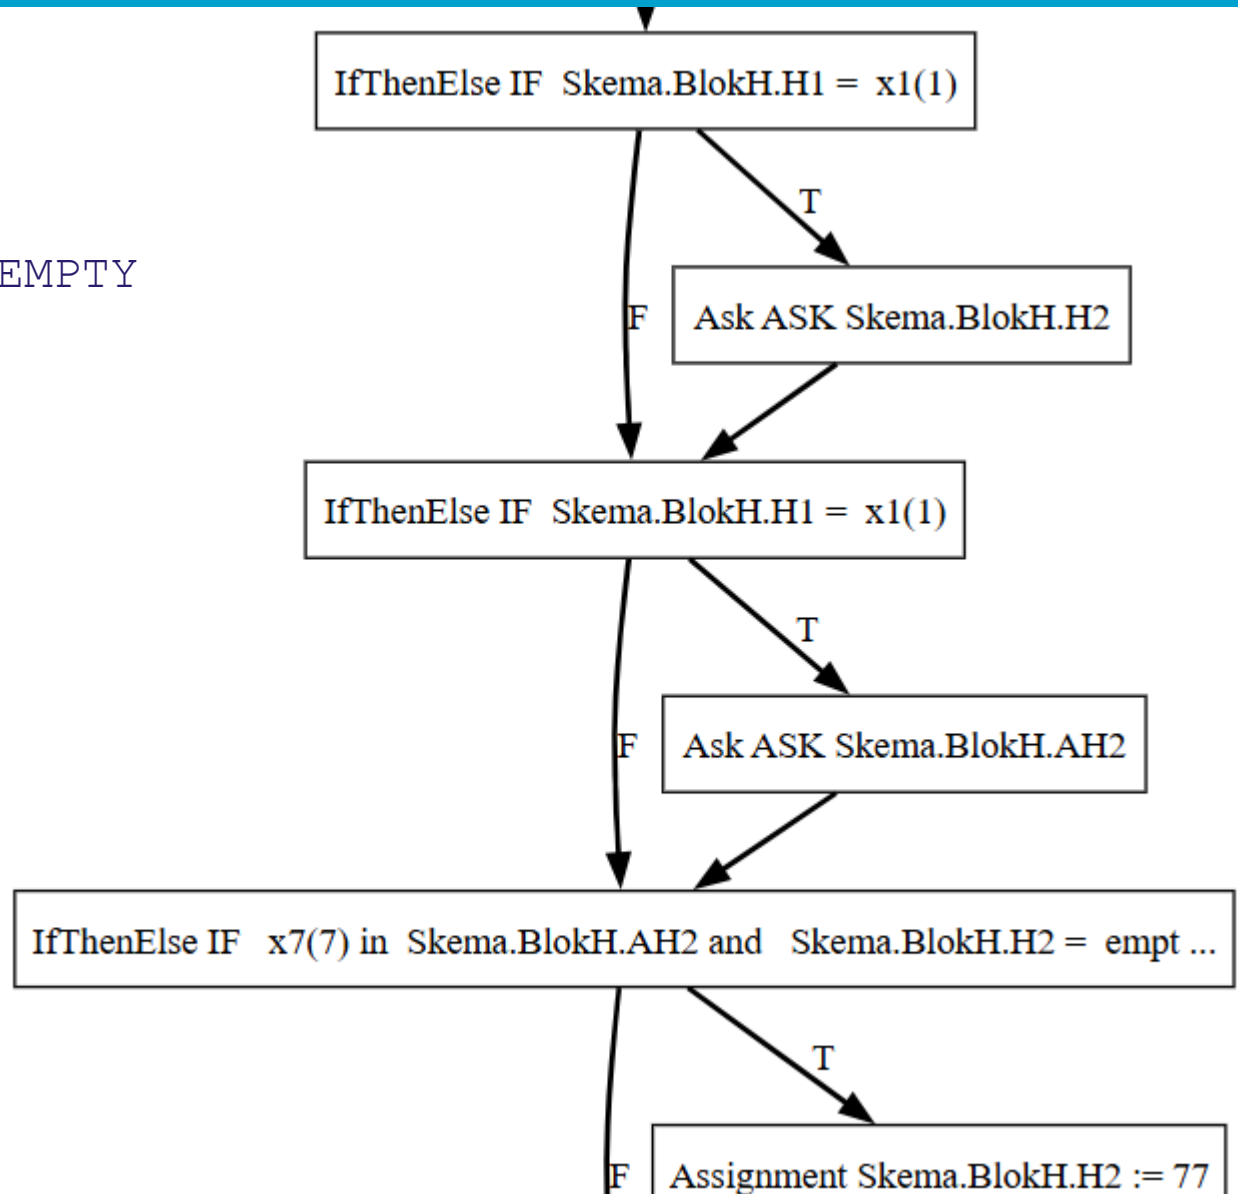 IfThenElse IF  Skema.BlokH.H1 =  x1(1)
T
EMPTY
F
Ask ASK Skema.BlokH.H2
IfThenElse IF  Skema.BlokH.H1 =  x1(1)
T
F
Ask ASK Skema.BlokH.AH2
IfThenElse IF   x7(7) in  Skema.BlokH.AH2 and   Skema.BlokH.H2 =  empt ...
T
F
Assignment Skema.BlokH.H2 := 77